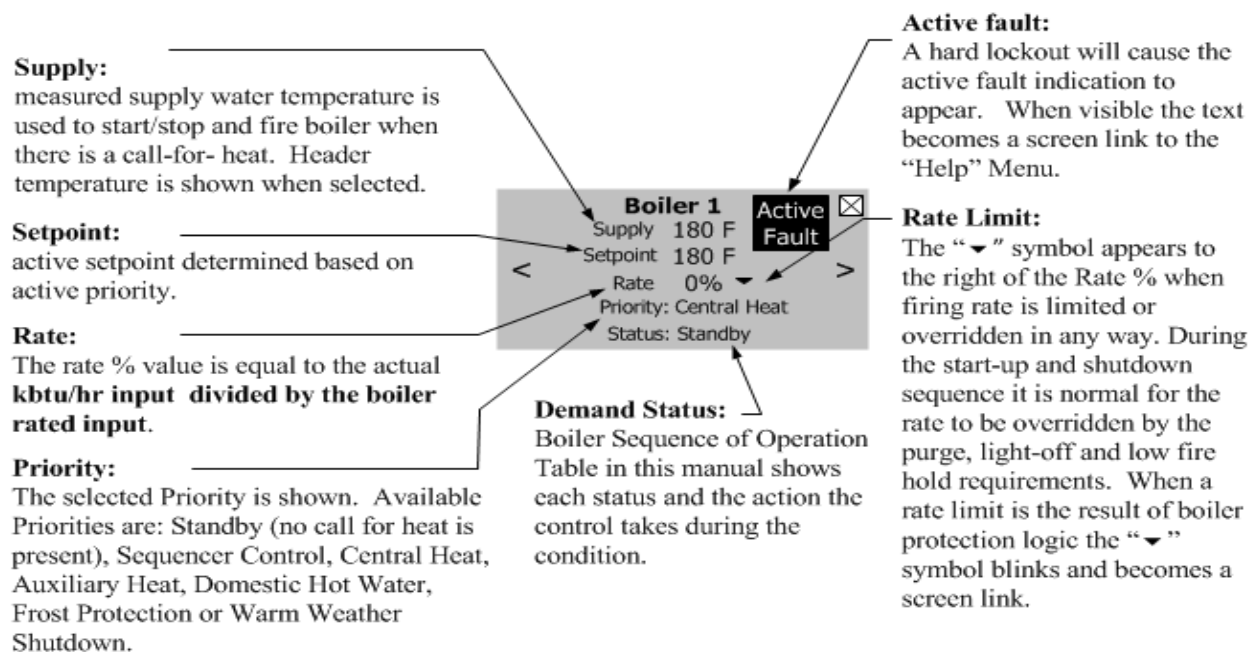 Supply:
measured supply water temperature is
used to start/stop and fire boiler when
there is a call-for- heat. Header
temperature is shown when selected.
Setpoint:
active setpoint determined based on
active priority.
Rate:
The rate % value is equal to the actual
kbtu/hr input divided by the boiler
rated input.
Priority:
The selected Priority is shown. Available
Priorities are: Standby (no call for heat is
present), Sequencer Control, Central Heat,
Auxiliary Heat, Domestic Hot Water,
Frost Protection or Warm Weather
Shutdown.
Boiler 1
Active
Fault
Supply 180 F
Setpoint 180 F
< >
Rate 0% ▼
Priority: Central Heat
Status: Standby
Demand Status:
Boiler Sequence of Operation
Table in this manual shows
each status and the action the
control takes during the
condition.
Active fault:
A hard lockout will cause the
active fault indication to
appear. When visible the text
becomes a screen link to the
“Help” Menu.
Rate Limit:
The “▼” symbol appears to
the right of the Rate % when
firing rate is limited or
overridden in any way. During
the start-up and shutdown
sequence it is normal for the
rate to be overridden by the
purge, light-off and low fire
hold requirements. When a
rate limit is the result of boiler
protection logic the “▼”
symbol blinks and becomes a
screen link.